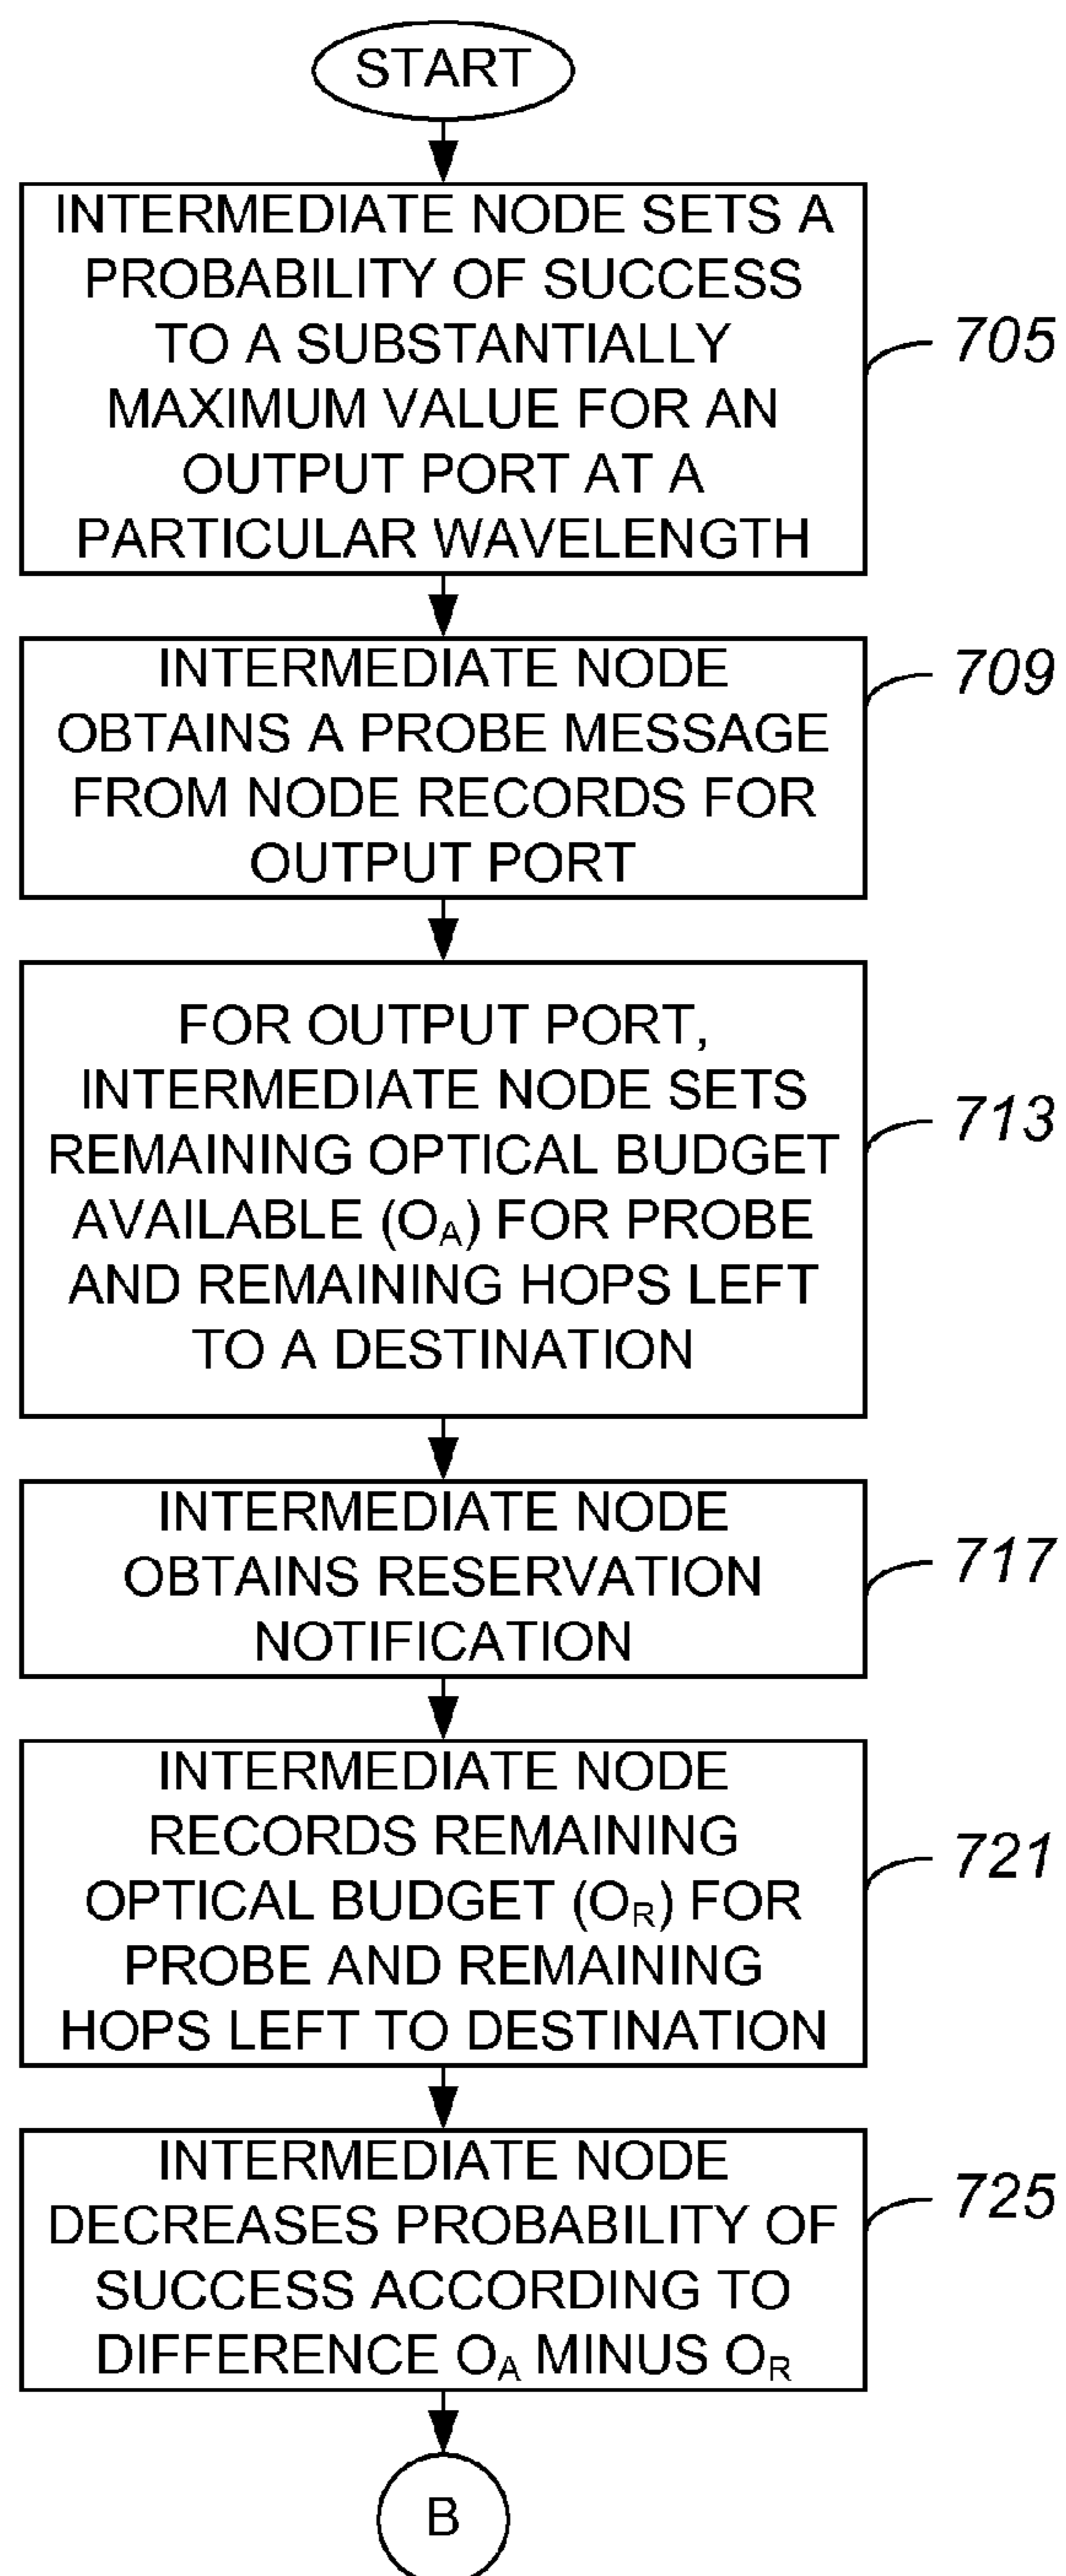 START
INTERMEDIATE NODE SETS A
PROBABILITY OF SUCCESS
TO A SUBSTANTIALLY
MAXIMUM VALUE FOR AN
OUTPUT PORT AT A
PARTICULAR WAVELENGTH
705
INTERMEDIATE NODE
OBTAINS A PROBE MESSAGE
FROM NODE RECORDS FOR
OUTPUT PORT
709
FOR OUTPUT PORT,
INTERMEDIATE NODE SETS
REMAINING OPTICAL BUDGET
AVAILABLE (OA) FOR PROBE
AND REMAINING HOPS LEFT
TO A DESTINATION
713
INTERMEDIATE NODE
OBTAINS RESERVATION
NOTIFICATION
717
INTERMEDIATE NODE
RECORDS REMAINING
OPTICAL BUDGET (OR) FOR
PROBE AND REMAINING
HOPS LEFT TO DESTINATION
721
INTERMEDIATE NODE
DECREASES PROBABILITY OF
SUCCESS ACCORDING TO
DIFFERENCE OA MINUS OR
725
B